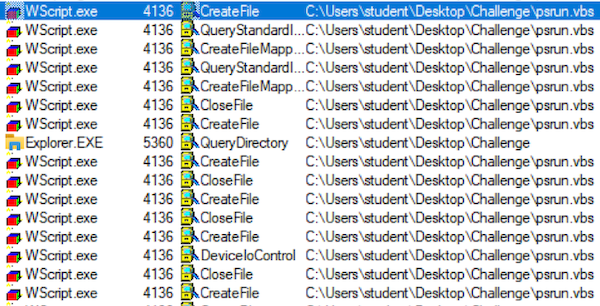 WScript.exe 4136 CreateFile C:\Users\student\Desktop\Challenge\psrun.vbs
WScript.exe 4136 QueryStandardI... C:\Users\student\Desktop\Challenge\psrun.vbs
WScript.exe 4136 CreateFileMapp... C:\Users\student\Desktop\Challenge\psrun.vbs
WScript.exe 4136 QueryStandardI... C:\Users\student\Desktop\Challenge\psrun.vbs
WScript.exe 4136 CreateFileMapp... C:\Users\student\Desktop\Challenge\psrun.vbs
WScript.exe 4136 CloseFile C:\Users\student\Desktop\Challenge\psrun.vbs
WScript.exe 4136 CreateFile C:\Users\student\Desktop\Challenge\psrun.vbs
Explorer.EXE 5360 QueryDirectory C:\Users\student\Desktop\Challenge
WScript.exe 4136 CreateFile C:\Users\student\Desktop\Challenge\psrun.vbs
WScript.exe 4136 CloseFile C:\Users\student\Desktop\Challenge\psrun.vbs
WScript.exe 4136 CreateFile C:\Users\student\Desktop\Challenge\psrun.vbs
WScript.exe 4136 CloseFile C:\Users\student\Desktop\Challenge\psrun.vbs
WScript.exe 4136 CreateFile C:\Users\student\Desktop\Challenge\psrun.vbs
WScript.exe 4136 DeviceIoControl C:\Users\student\Desktop\Challenge\psrun.vbs
WScript.exe 4136 CloseFile C:\Users\student\Desktop\Challenge\psrun.vbs
WScript.exe 4136 CreateFile C:\Users\student\Desktop\Challenge\psrun.vbs